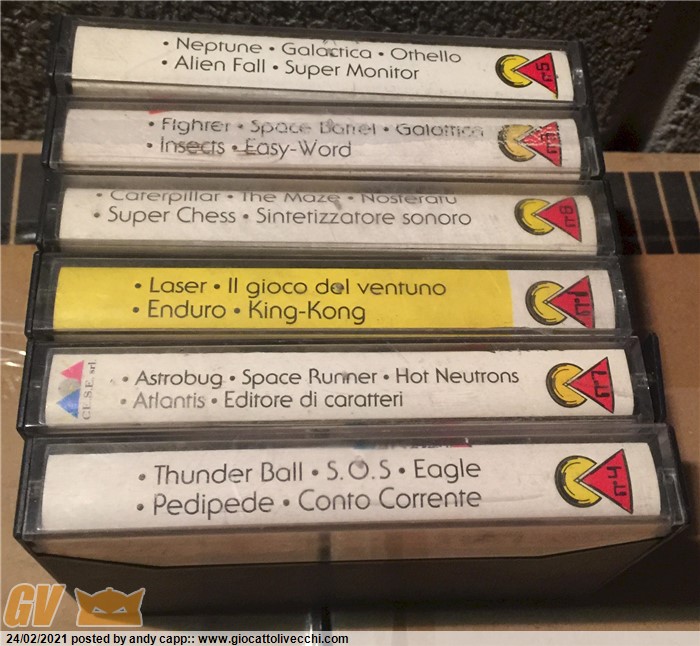 • Neptune • Galactica • Othello
• Alien Fall • Super Monitor
n°5
• Fighter • Space Barrel • Galattica
• Insects • Easy-Word
• Caterpillar • The Maze • Nosferatu
• Super Chess • Sintetizzatore sonoro
n°8
• Laser • Il gioco del ventuno
• Enduro • King-Kong
n°1
C.E.S.E. srl.
• Astrobug • Space Runner • Hot Neutrons
• Atlantis • Editore di caratteri
n°7
• Thunder Ball • S.O.S • Eagle
• Pedipede • Conto Corrente
n°4
GV
24/02/2021 posted by andy capp:: www.giocattolivecchi.com